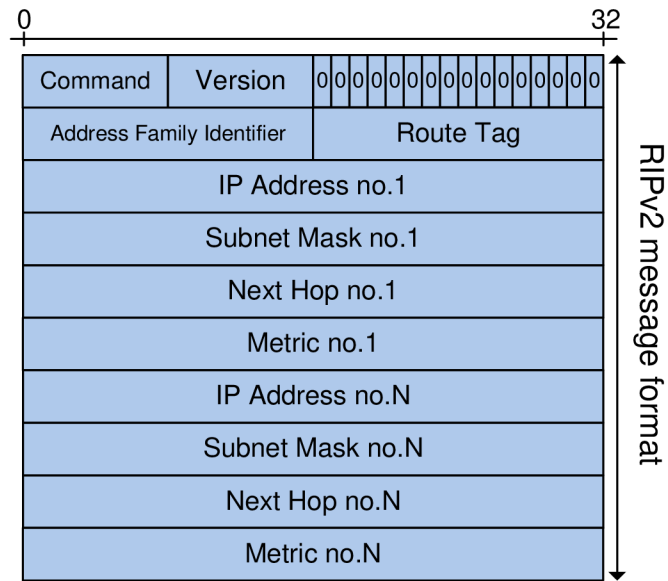 0 32
Command Version 0 0 0 0 0 0 0 0 0 0 0 0 0 0 0 0
Address Family Identifier Route Tag
IP Address no.1
Subnet Mask no.1
Next Hop no.1
Metric no.1
IP Address no.N
Subnet Mask no.N
Next Hop no.N
Metric no.N
RIPv2 message format